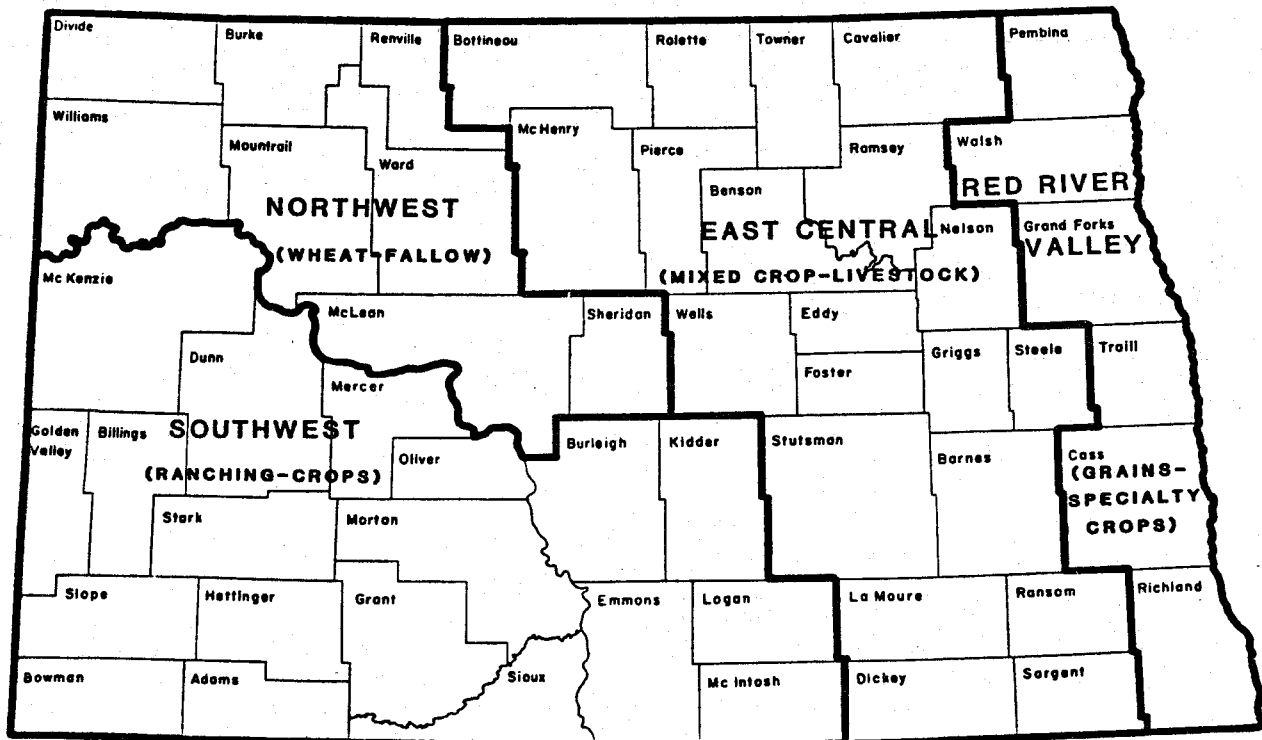 Divide
Burke
Renville
Bottineau
Rolette
Towner
Cavalier
Pembina
Williams
Mountrail
Ward
McHenry
Pierce
Benson
Ramsey
Walsh
NORTHWEST
(WHEAT-FALLOW)
EAST CENTRAL
(MIXED CROP-LIVESTOCK)
Nelson
RED RIVER
Grand Forks
VALLEY
Mc Kenzie
McLean
Sheridan
Wells
Eddy
Dunn
Mercer
Foster
Griggs
Steele
Traill
Golden
Valley
Billings
SOUTHWEST
(RANCHING-CROPS)
Oliver
Burleigh
Kidder
Stutsman
Barnes
Cass
(GRAINS-
SPECIALTY
CROPS)
Stark
Morton
Slope
Hettinger
Grant
Emmons
Logan
La Moure
Ransom
Richland
Bowman
Adams
Sioux
Mc Intosh
Dickey
Sargent